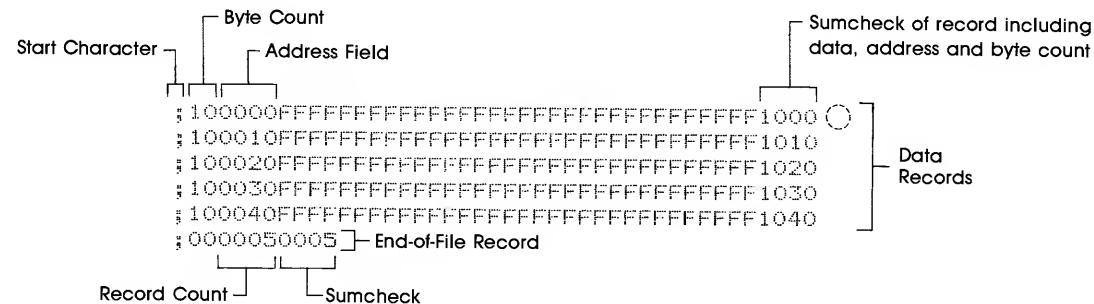 Byte Count
Sumcheck of record including
data, address and byte count
Start Character
Address Field
;100000FFFFFFFFFFFFFFFFFFFFFFFFFFFFFFFF1000
;100010FFFFFFFFFFFFFFFFFFFFFFFFFFFFFFFF1010
;100020FFFFFFFFFFFFFFFFFFFFFFFFFFFFFFFF1020
;100030FFFFFFFFFFFFFFFFFFFFFFFFFFFFFFFF1030
;100040FFFFFFFFFFFFFFFFFFFFFFFFFFFFFFFF1040
Data
Records
;0000050005
End-of-File Record
Record Count
Sumcheck